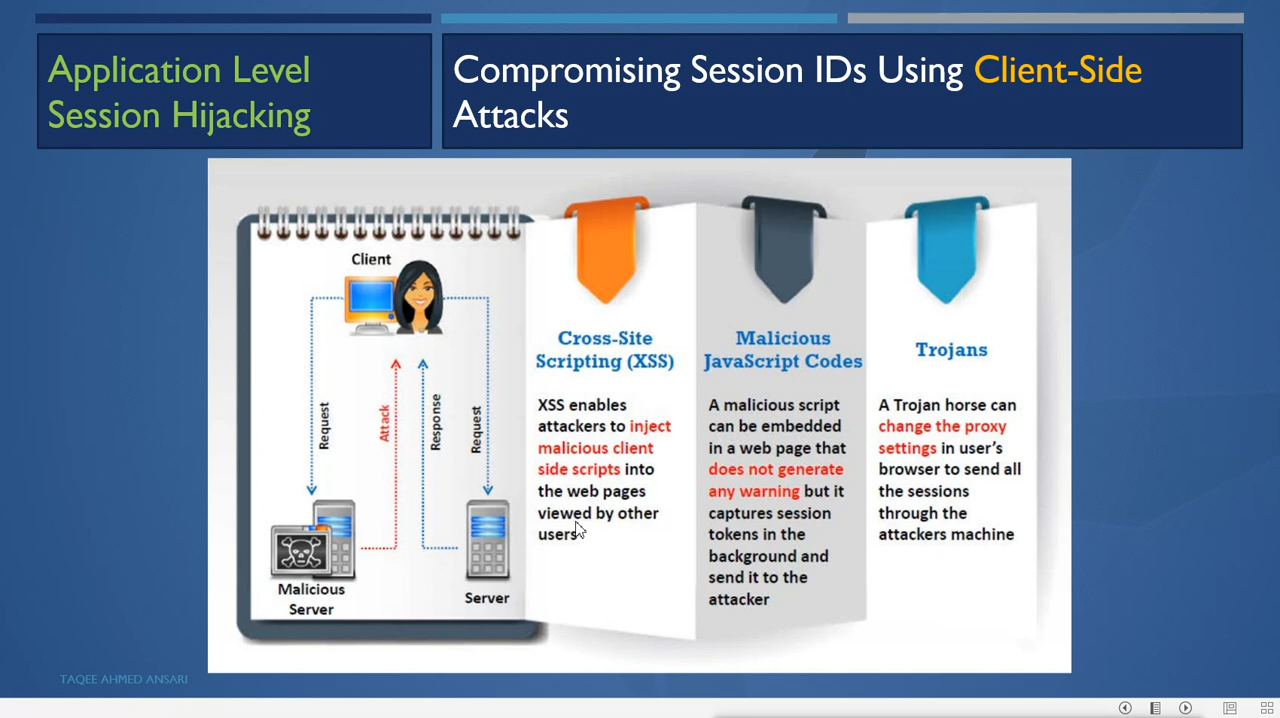 Application Level
Session Hijacking
Compromising Session IDs Using Client-Side
Attacks
Client
Request
Attack
Response
Request
Malicious
Server
Server
Cross-Site
Scripting (XSS)
XSS enables
attackers to inject
malicious client
side scripts into
the web pages
viewed by other
users
Malicious
JavaScript Codes
A malicious script
can be embedded
in a web page that
does not generate
any warning but it
captures session
tokens in the
background and
send it to the
attacker
Trojans
A Trojan horse can
change the proxy
settings in user's
browser to send all
the sessions
through the
attackers machine
TAQEE AHMED ANSARI